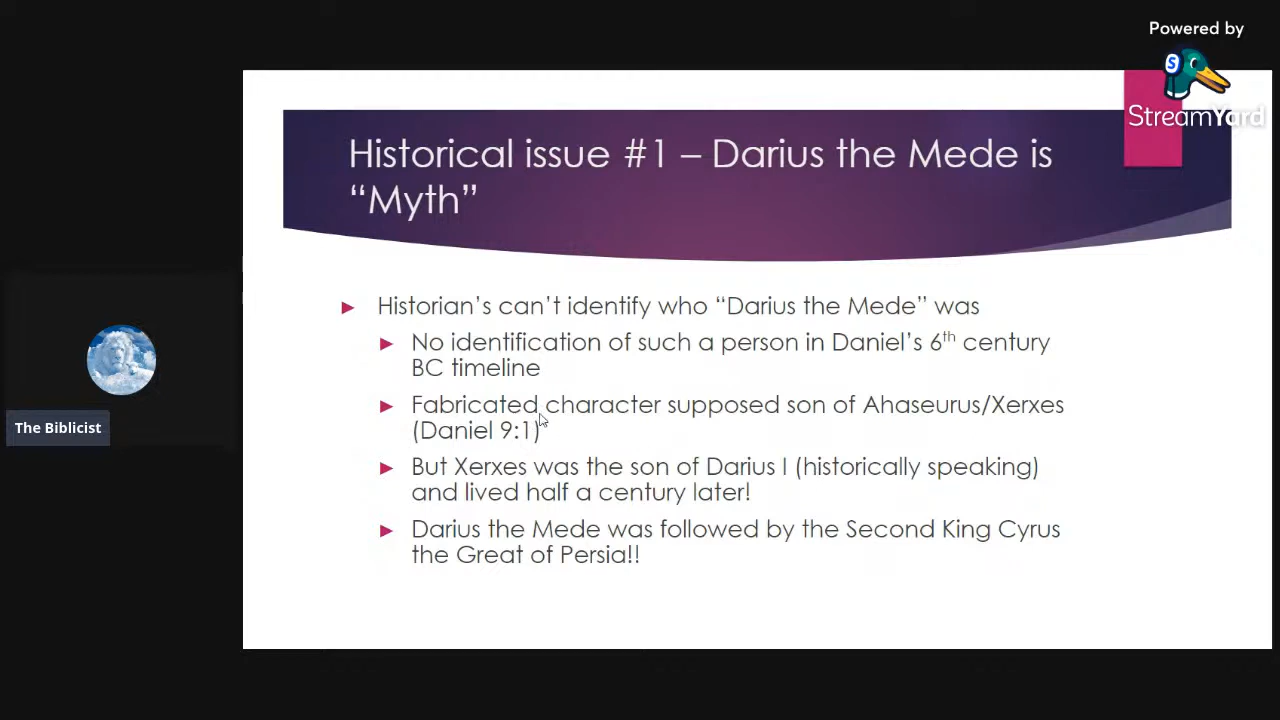 Powered by
S
StreamYard
Historical issue #1 – Darius the Mede is
“Myth”
► Historian’s can’t identify who “Darius the Mede” was
► No identification of such a person in Daniel’s 6th century
BC timeline
► Fabricated character supposed son of Ahaseurus/Xerxes
(Daniel 9:1)
► But Xerxes was the son of Darius I (historically speaking)
and lived half a century later!
► Darius the Mede was followed by the Second King Cyrus
the Great of Persia!!
The Biblicist